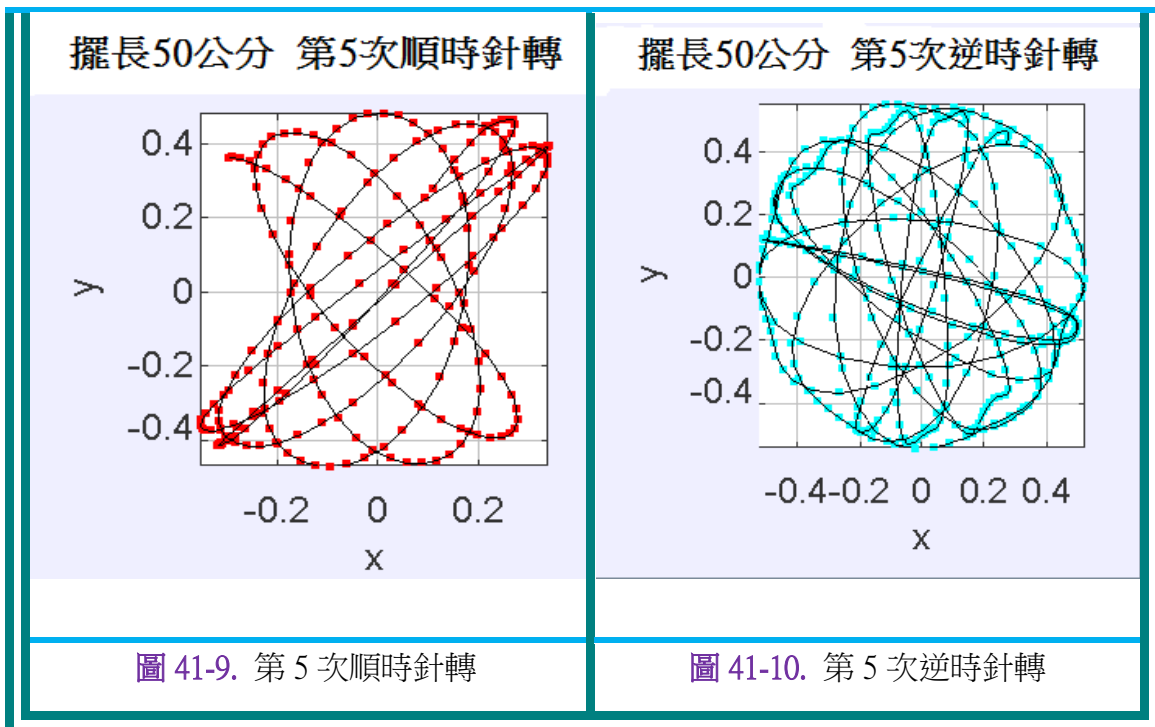 擺長50公分 第5次順時針轉
0.4
0.2
0
-0.2
-0.4
y
-0.2 0 0.2
x
圖 41-9. 第 5 次順時針轉
擺長50公分 第5次逆時針轉
0.4
0.2
0
-0.2
-0.4
y
-0.4-0.2 0 0.2 0.4
x
圖 41-10. 第 5 次逆時針轉